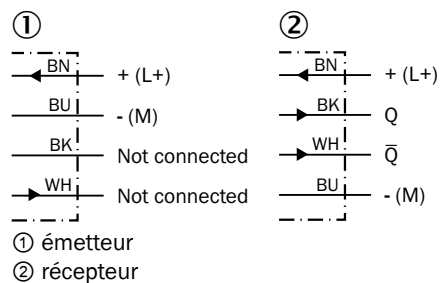 ①
BN + (L+)
BU - (M)
BK Not connected
WH Not connected
②
BN + (L+)
BK Q
WH Q̅
BU - (M)
① émetteur
② récepteur